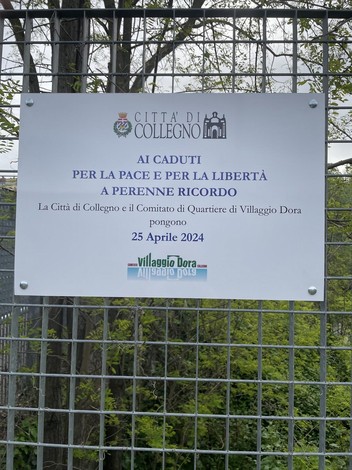 CITTA' DI
COLLEGNO
AI CADUTI
PER LA PACE E PER LA LIBERTÀ
A PERENNE RICORDO
La Città di Collegno e il Comitato di Quartiere di Villaggio Dora
pongono
25 Aprile 2024
Villaggio Dora